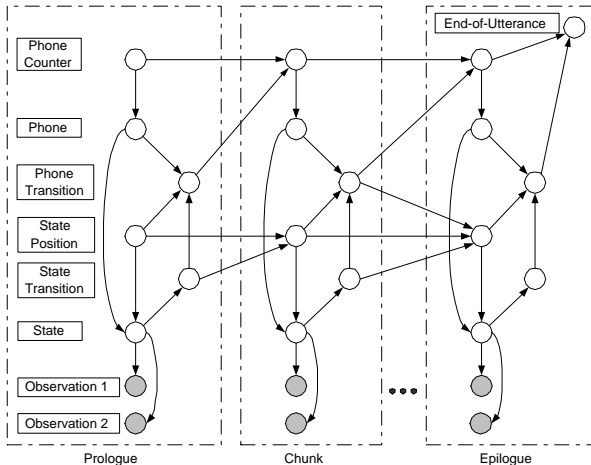 End-of-Utterance
Phone
Counter
Phone
Phone
Transition
State
Position
State
Transition
State
Observation 1
Observation 2
Prologue
Chunk
Epilogue